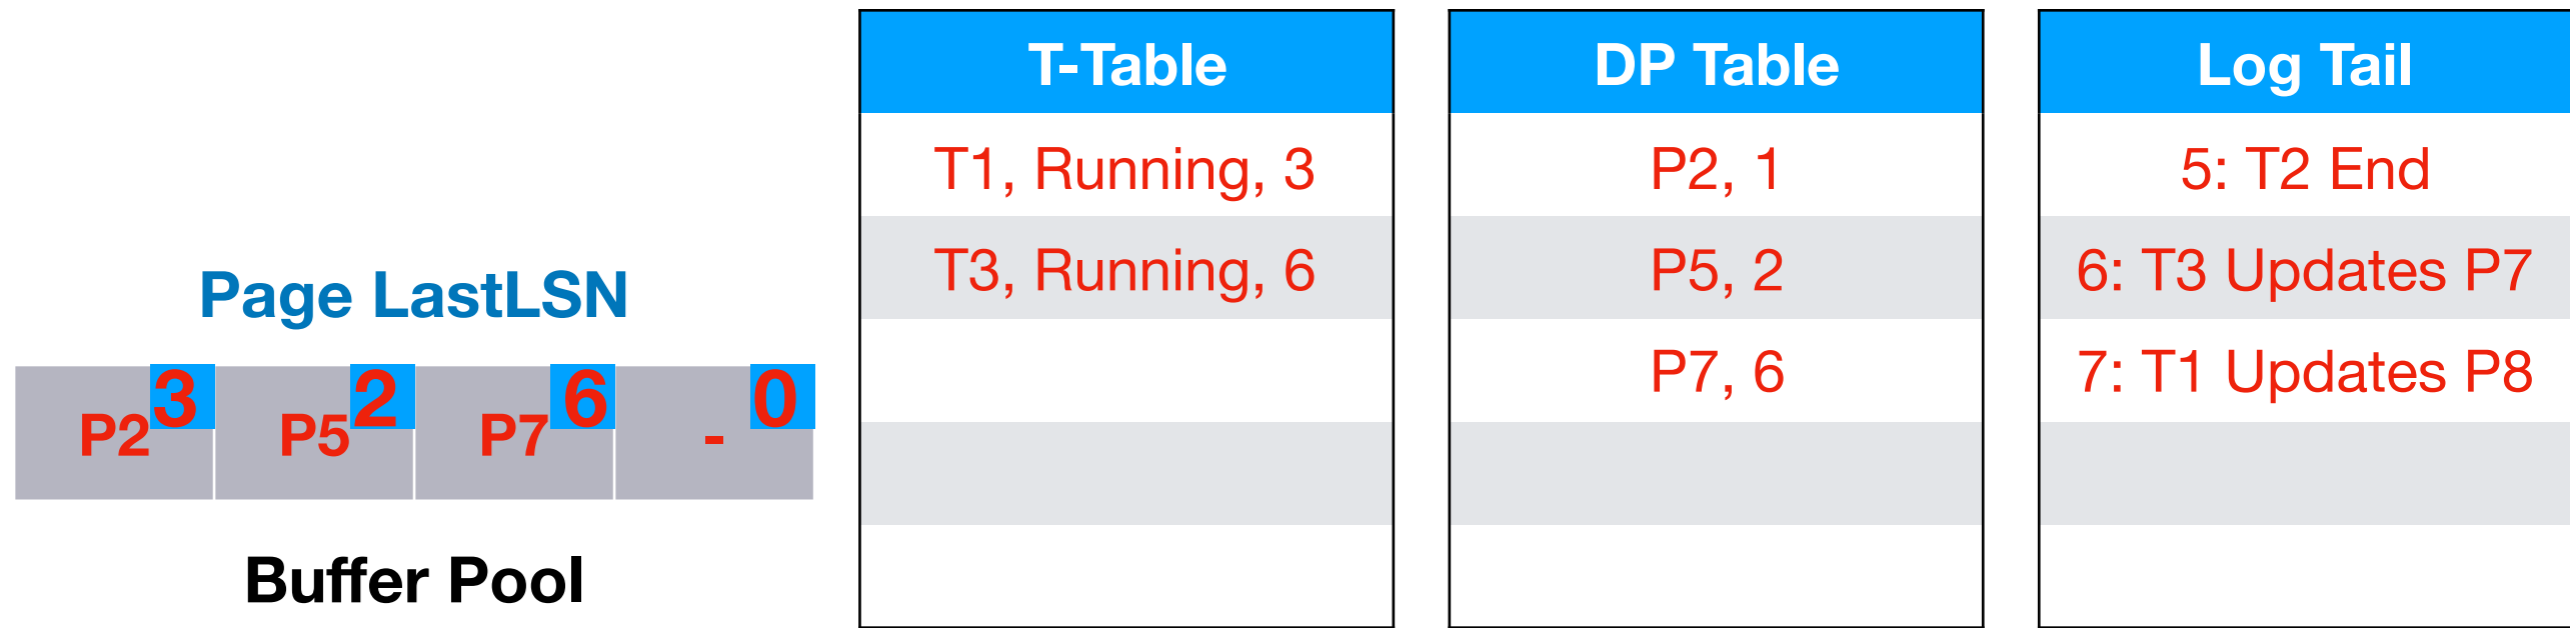 Page LastLSN
P2 3 P5 2 P7 6 - 0
Buffer Pool
T-Table
T1, Running, 3
T3, Running, 6
DP Table
P2, 1
P5, 2
P7, 6
Log Tail
5: T2 End
6: T3 Updates P7
7: T1 Updates P8